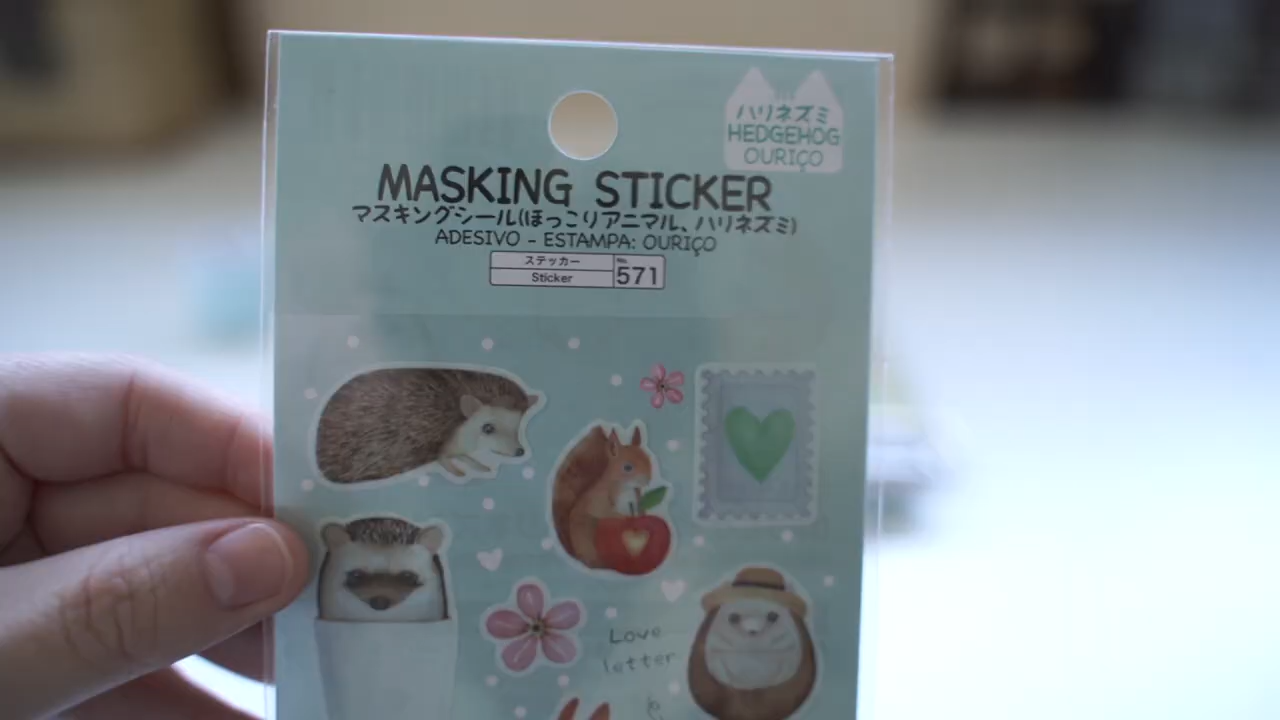 ハリネズミ
HEDGEHOG
OURIÇO
MASKING STICKER
マスキングシール(ほっこりアニマル、ハリネズミ)
ADESIVO - ESTAMPA: OURIÇO
ステッカー
Sticker
No.
571
Love
letter